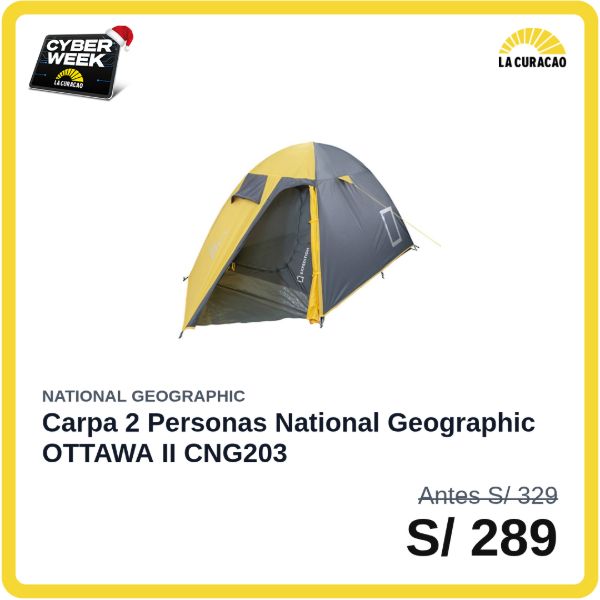 CYBER
WEEK
LA CURACAO
LA CURACAO
EXPEDITION
NATIONAL GEOGRAPHIC
Carpa 2 Personas National Geographic
OTTAWA II CNG203
Antes S/ 329
S/ 289